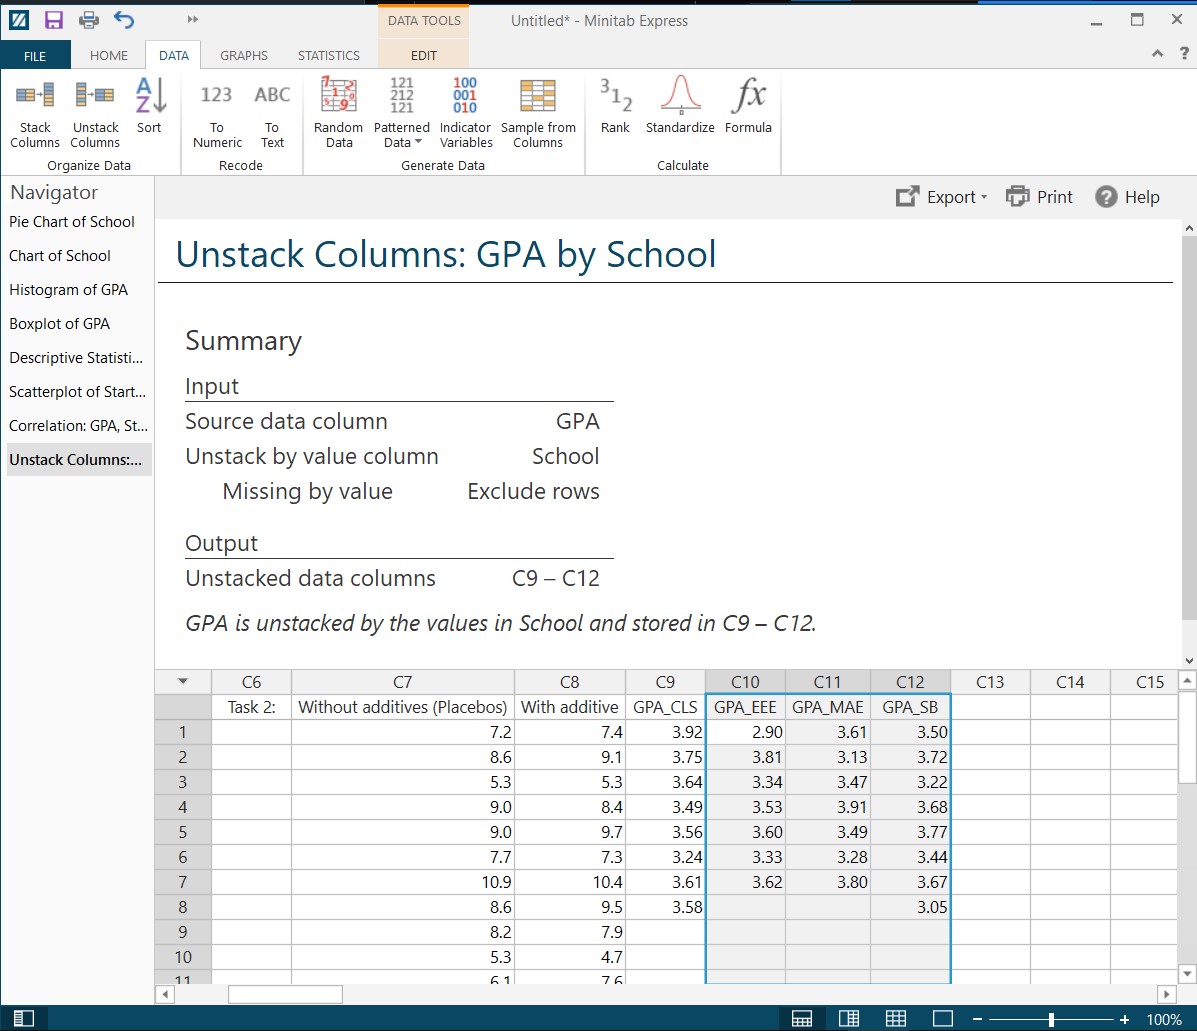 DATA TOOLS Untitled* - Minitab Express
FILE HOME DATA GRAPHS STATISTICS EDIT
Stack Columns Unstack Columns Sort To Numeric To Text Random Data Patterned Data Indicator Variables Sample from Columns Rank Standardize Formula
Organize Data Recode Generate Data Calculate
Navigator
Pie Chart of School
Chart of School
Histogram of GPA
Boxplot of GPA
Descriptive Statisti...
Scatterplot of Start...
Correlation: GPA, St...
Unstack Columns:...
Export Print Help
Unstack Columns: GPA by School
Summary
Input
Source data column GPA
Unstack by value column School
Missing by value Exclude rows
Output
Unstacked data columns C9 – C12
GPA is unstacked by the values in School and stored in C9 – C12.
C6 C7 C8 C9 C10 C11 C12 C13 C14 C15
Task 2: Without additives (Placebos) With additive GPA_CLS GPA_EEE GPA_MAE GPA_SB
1 7.2 7.4 3.92 2.90 3.61 3.50
2 8.6 9.1 3.75 3.81 3.13 3.72
3 5.3 5.3 3.64 3.34 3.47 3.22
4 9.0 8.4 3.49 3.53 3.91 3.68
5 9.0 9.7 3.56 3.60 3.49 3.77
6 7.7 7.3 3.24 3.33 3.28 3.44
7 10.9 10.4 3.61 3.62 3.80 3.67
8 8.6 9.5 3.58 3.05
9 8.2 7.9
10 5.3 4.7
11 6.1 7.6
100%